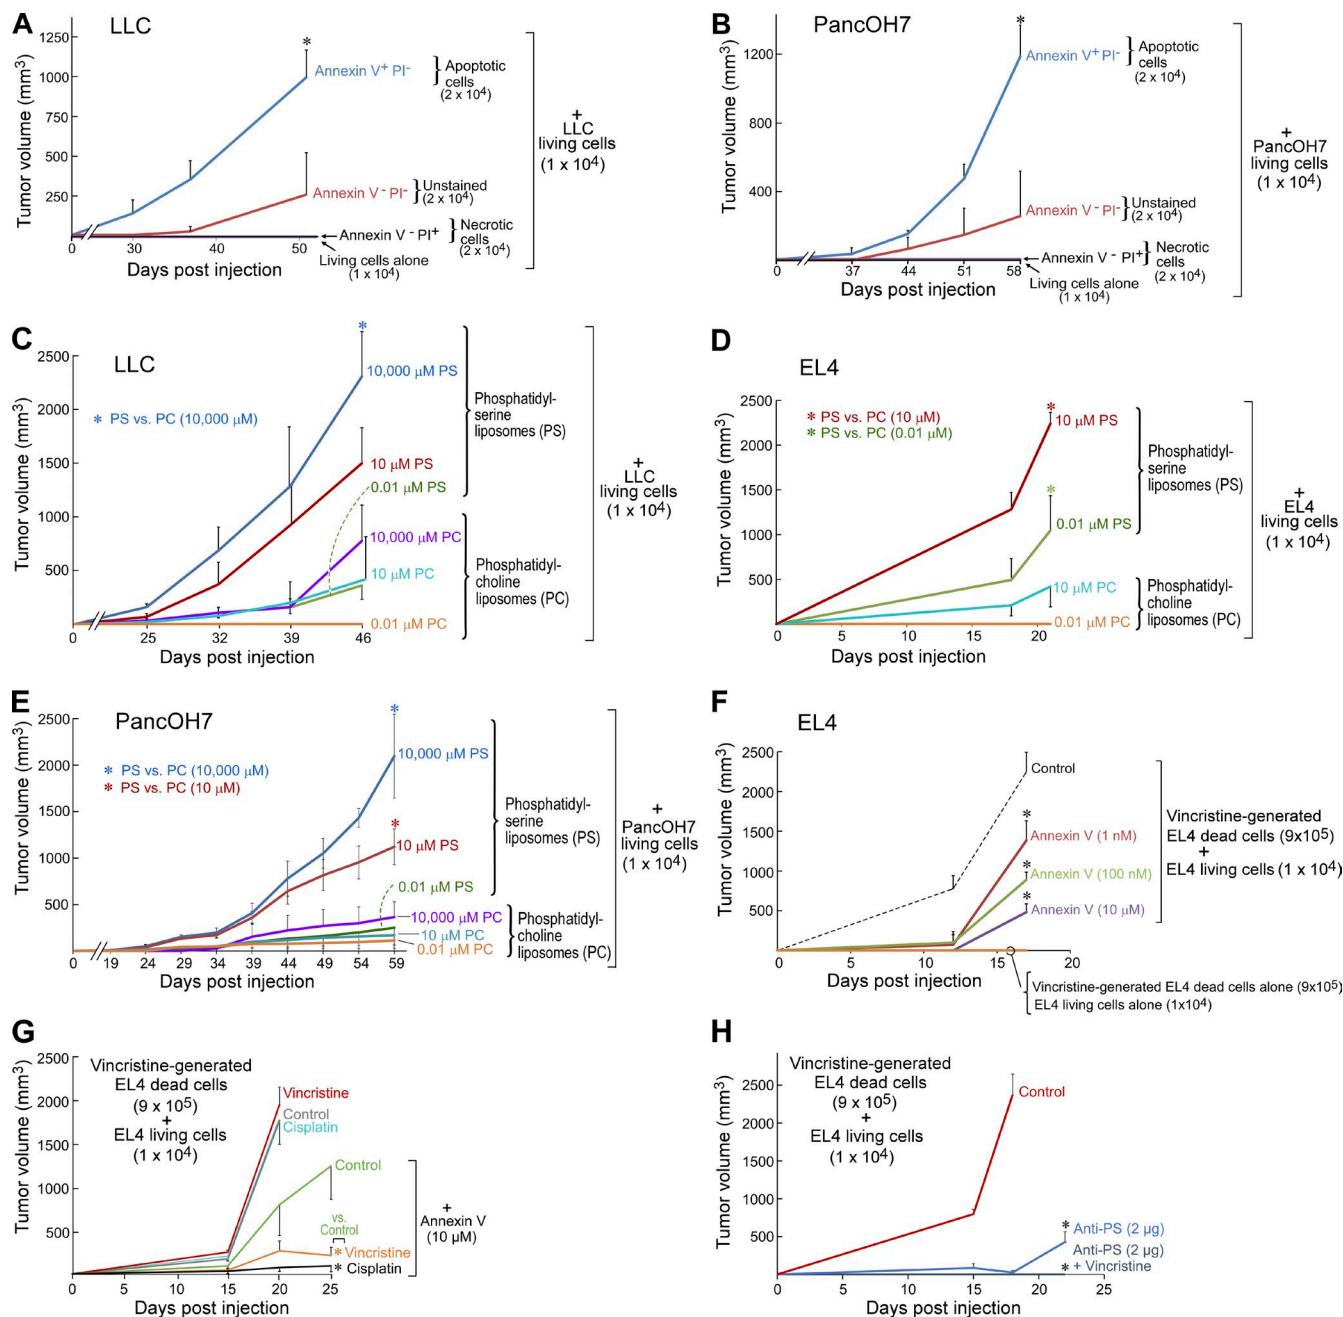 A
LLC
Tumor volume (mm3)
1250
1000
750
500
250
0
30
40
50
Days post injection
*
Annexin V+ PI-
Apoptotic
cells
(2 x 104)
Annexin V - PI-
Unstained
(2 x 104)
Annexin V - PI+
Necrotic
cells
(2 x 104)
Living cells alone
(1 x 104)
+
LLC
living cells
(1 x 104)
B
PancOH7
Tumor volume (mm3)
1200
800
400
0
37
44
51
58
Days post injection
*
Annexin V+ PI-
Apoptotic
cells
(2 x 104)
Annexin V - PI-
Unstained
(2 x 104)
Annexin V - PI+
Necrotic
cells
(2 x 104)
Living cells alone
(1 x 104)
+
PancOH7
living cells
(1 x 104)
C
LLC
Tumor volume (mm3)
2500
2000
1500
1000
500
0
25
32
39
46
Days post injection
* PS vs. PC (10,000 µM)
*
10,000 µM PS
10 µM PS
0.01 µM PS
10,000 µM PC
10 µM PC
0.01 µM PC
Phosphatidyl-
serine
liposomes (PS)
Phosphatidyl-
choline
liposomes (PC)
+
LLC
living cells
(1 x 104)
D
EL4
Tumor volume (mm3)
2500
2000
1500
1000
500
0
5
10
15
20
Days post injection
* PS vs. PC (10 µM)
* PS vs. PC (0.01 µM)
*
10 µM PS
*
0.01 µM PS
10 µM PC
0.01 µM PC
Phosphatidyl-
serine
liposomes (PS)
Phosphatidyl-
choline
liposomes (PC)
+
EL4
living cells
(1 x 104)
E
PancOH7
Tumor volume (mm3)
2500
2000
1500
1000
500
0
19
24
29
34
39
44
49
54
59
Days post injection
* PS vs. PC (10,000 µM)
* PS vs. PC (10 µM)
*
10,000 µM PS
*
10 µM PS
0.01 µM PS
10,000 µM PC
10 µM PC
0.01 µM PC
Phosphatidyl-
serine
liposomes (PS)
Phosphatidyl-
choline
liposomes (PC)
+
PancOH7
living cells
(1 x 104)
F
EL4
Tumor volume (mm3)
2500
2000
1500
1000
500
0
5
10
15
20
Days post injection
Control
*
Annexin V (1 nM)
*
Annexin V (100 nM)
*
Annexin V (10 µM)
Vincristine-generated
EL4 dead cells (9x105)
+
EL4 living cells (1 x 104)
Vincristine-generated EL4 dead cells alone (9x105)
EL4 living cells alone (1x104)
G
Vincristine-generated
EL4 dead cells
(9 x 105)
+
EL4 living cells
(1 x 104)
Tumor volume (mm3)
2500
2000
1500
1000
500
0
5
10
15
20
25
Days post injection
Vincristine
Control
Cisplatin
Control
vs.
Control
* Vincristine
* Cisplatin
+
Annexin V
(10 µM)
H
Vincristine-generated
EL4 dead cells
(9 x 105)
+
EL4 living cells
(1 x 104)
Tumor volume (mm3)
2500
2000
1500
1000
500
0
5
10
15
20
25
Days post injection
Control
*
Anti-PS (2 µg)
Anti-PS (2 µg)
* + Vincristine